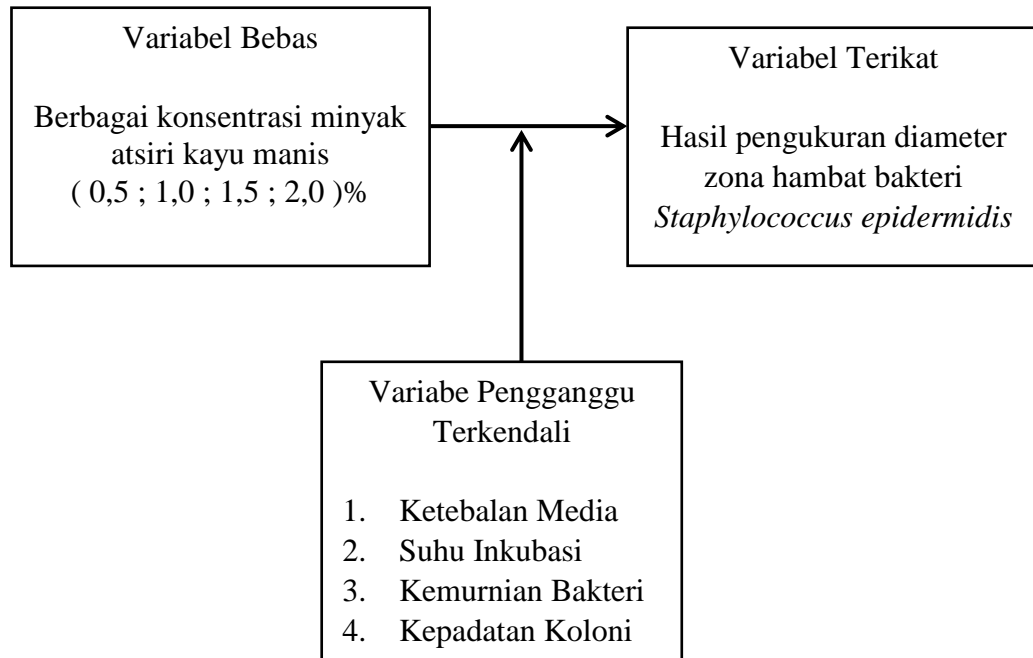 Variabel Bebas
Berbagai konsentrasi minyak
atsiri kayu manis
( 0,5 ; 1,0 ; 1,5 ; 2,0 )%
Variabel Terikat
Hasil pengukuran diameter
zona hambat bakteri
Staphylococcus epidermidis
Variabe Pengganggu
Terkendali
1. Ketebalan Media
2. Suhu Inkubasi
3. Kemurnian Bakteri
4. Kepadatan Koloni